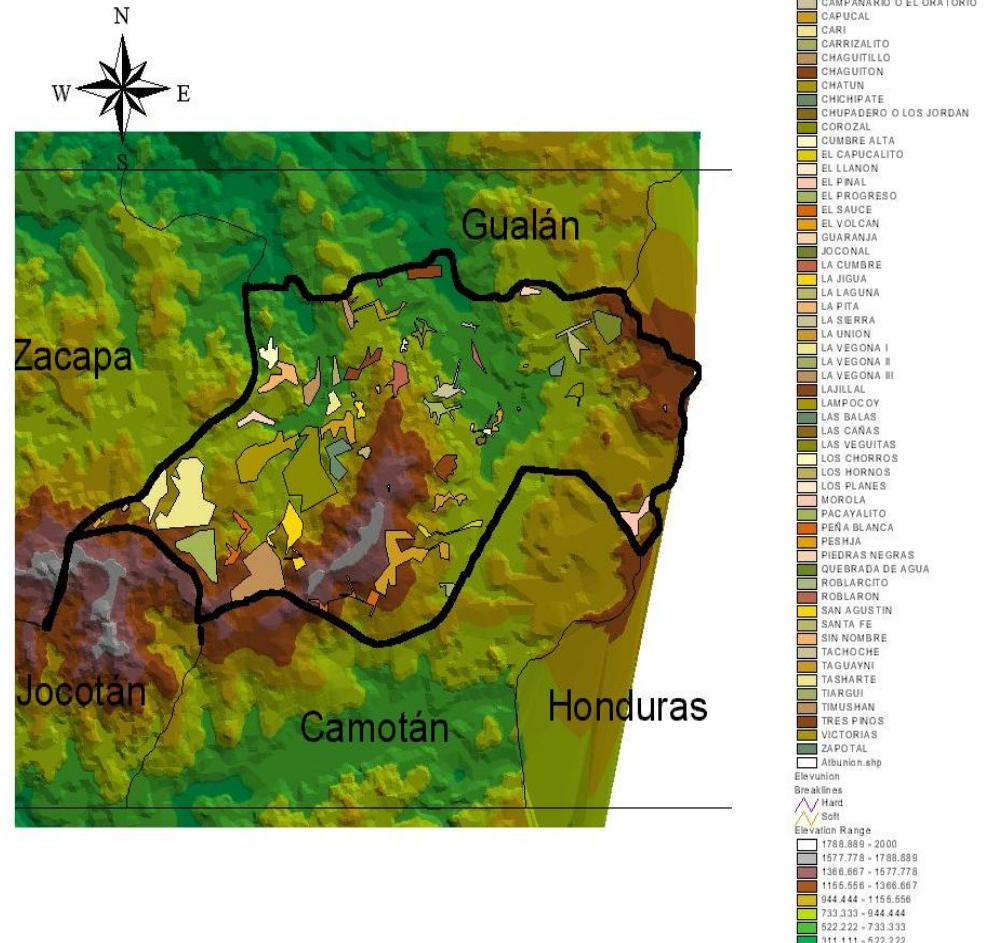 N
W E
S
Gualán
Zacapa
Jocotán
Camotán
Honduras
CAMPANARIO O EL ORATORIO
CAPUCAL
CARI
CARRIZALITO
CHAGUITILLO
CHAGUITON
CHATUN
CHICHIPATE
CHUPADERO O LOS JORDAN
COROZAL
CUMBRE ALTA
EL CAPUCALITO
EL LLANON
EL PINAL
EL PROGRESO
EL SAUCE
EL VOLCAN
GUARANJA
JOCONAL
LA CUMBRE
LA JIGUA
LA LAGUNA
LA PITA
LA SIERRA
LA UNION
LA VEGONA I
LA VEGONA II
LA VEGONA III
LAJILLAL
LAMPOCOY
LAS BALAS
LAS CAÑAS
LAS VEGUITAS
LOS CHORROS
LOS HORNOS
LOS PLANES
MOROLA
PACAYALITO
PEÑA BLANCA
PESHJA
PIEDRAS NEGRAS
QUEBRADA DE AGUA
ROBLARCITO
ROBLARON
SAN AGUSTIN
SANTA FE
SIN NOMBRE
TACHOCHE
TAGUAYNI
TASHARTE
TIARGUI
TIMUSHAN
TRES PINOS
VICTORIAS
ZAPOTAL
Albunion.shp
Elevunion
Breaklines
Hard
Soft
Elevation Range
1788.889 - 2000
1577.778 - 1788.889
1366.667 - 1577.778
1155.556 - 1366.667
944.444 - 1155.556
733.333 - 944.444
522.222 - 733.333
311.111 - 522.222